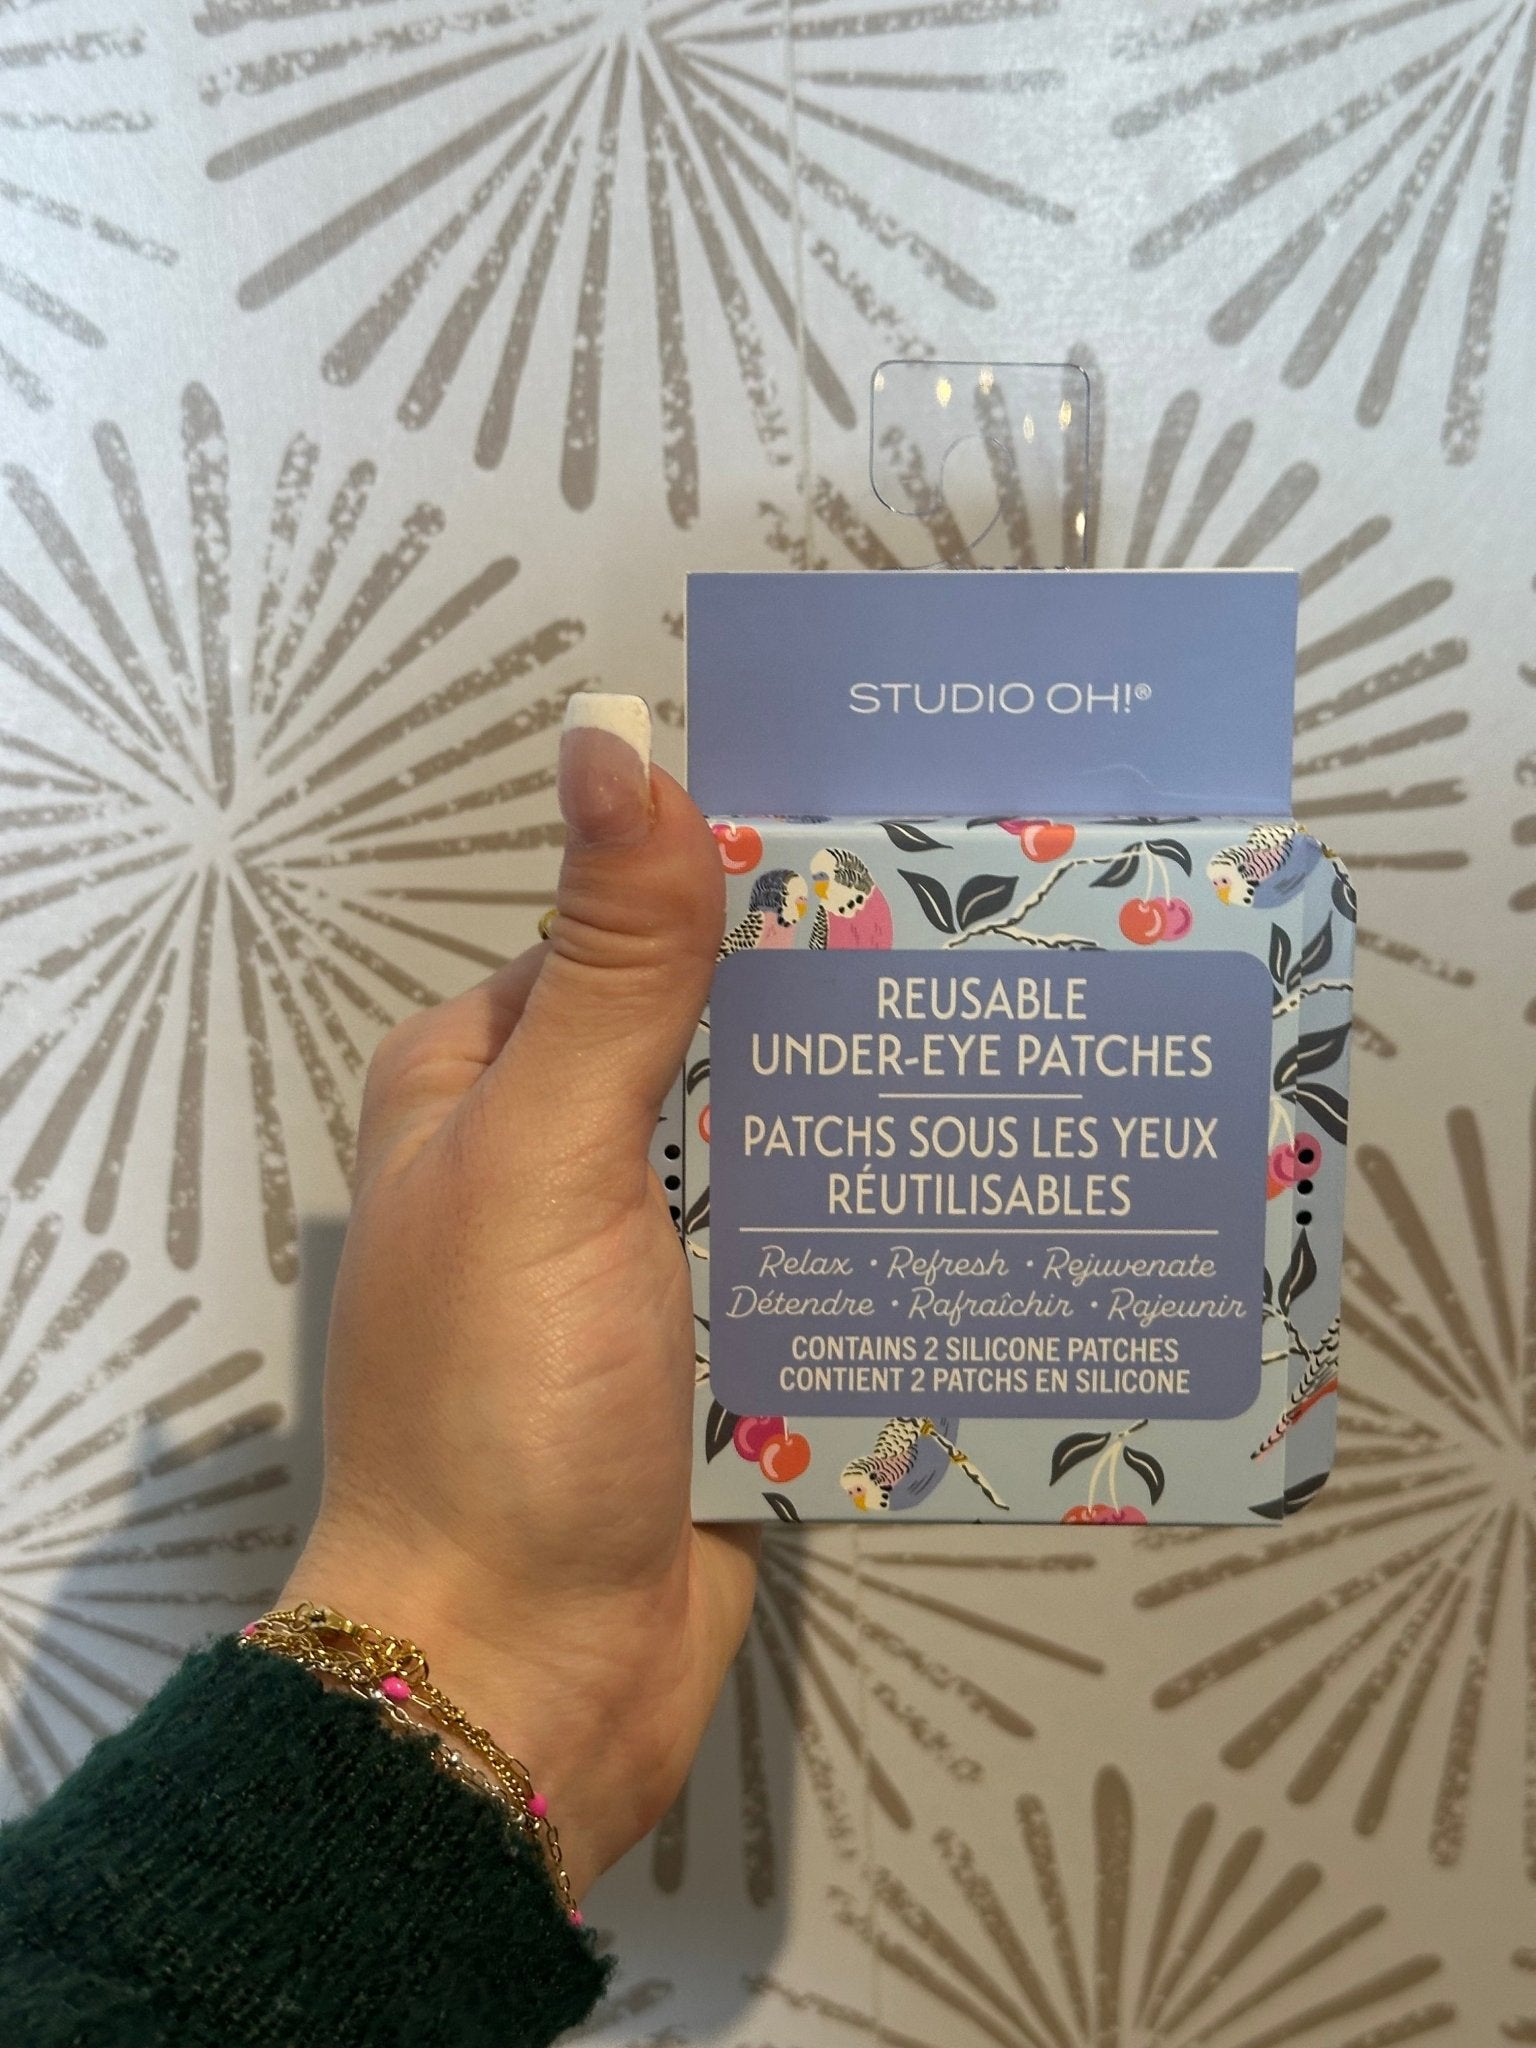 STUDIO OH!®
REUSABLE
UNDER-EYE PATCHES
PATCHS SOUS LES YEUX
RÉUTILISABLES
Relax • Refresh • Rejuvenate
Détendre • Rafraîchir • Rajeunir
CONTAINS 2 SILICONE PATCHES
CONTIENT 2 PATCHS EN SILICONE